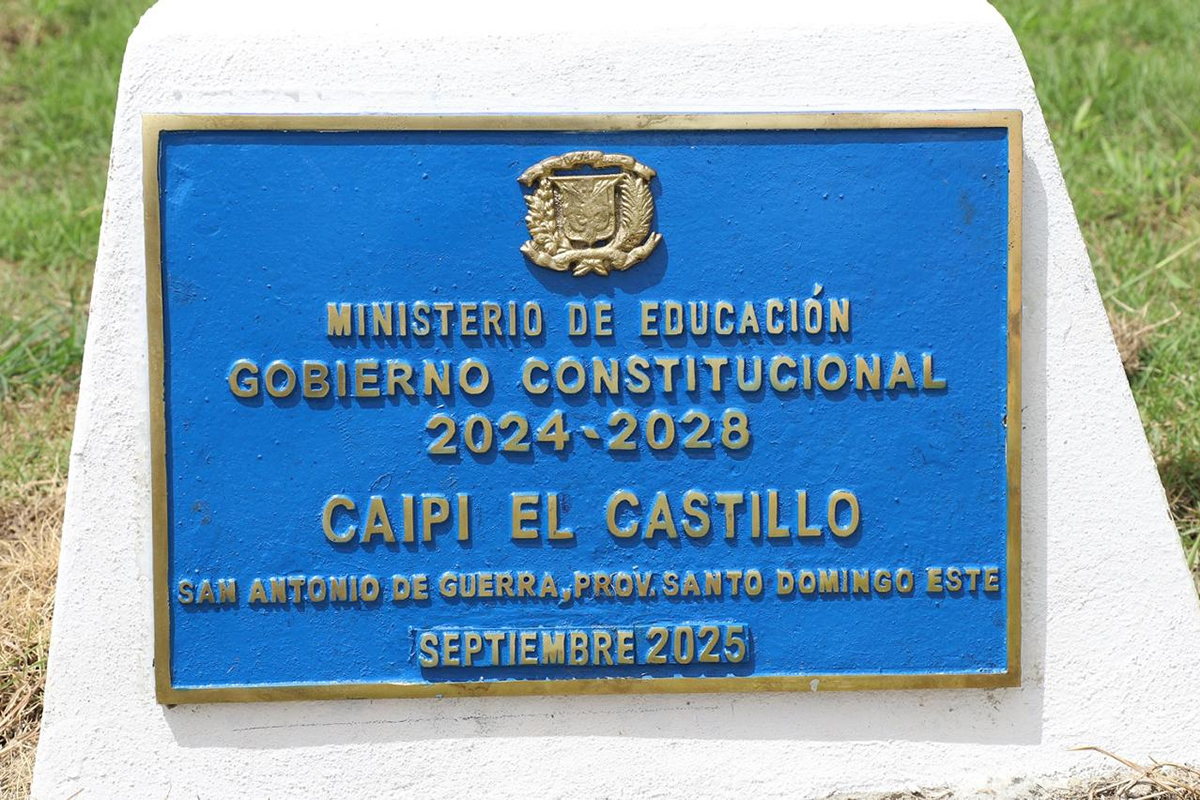 MINISTERIO DE EDUCACIÓN
GOBIERNO CONSTITUCIONAL
2024-2028
CAIPI EL CASTILLO
SAN ANTONIO DE GUERRA, PROV. SANTO DOMINGO ESTE
SEPTIEMBRE 2025